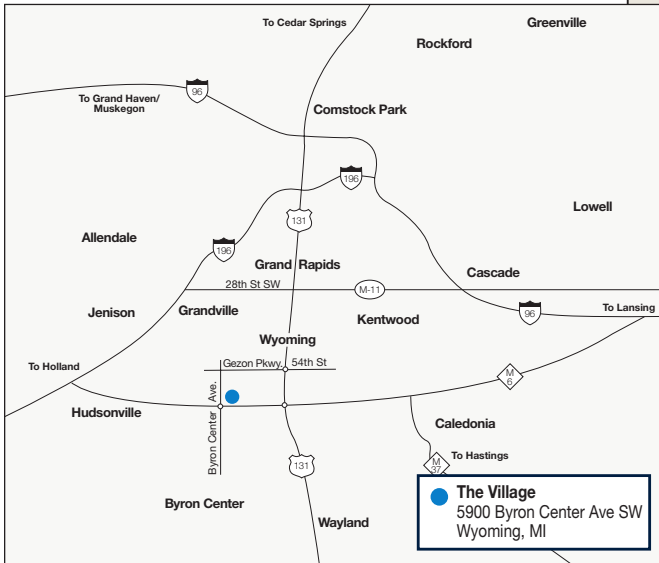 To Cedar Springs
Greenville
Rockford
96
To Grand Haven/
Muskegon
Comstock Park
196
Lowell
131
Allendale
196
Grand Rapids
Cascade
28th St SW
M-11
Jenison
Grandville
Kentwood
96
To Lansing
Wyoming
To Holland
Gezon Pkwy.
54th St
M
6
Byron Center Ave.
Hudsonville
Caledonia
To Hastings
131
M
37
Byron Center
Wayland
The Village
5900 Byron Center Ave SW
Wyoming, MI